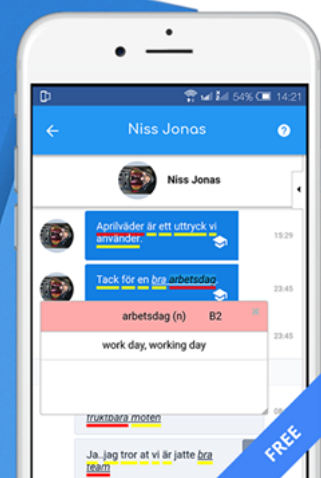 54% 14:21
Niss Jonas
Niss Jonas
Aprilväder är ett uttryck vi
använder.
15:29
Tack för en bra arbetsdag
23:45
arbetsdag (n) B2
work day, working day
23:45
fruktbara möten
08
Ja..jag tror at vi är jatte bra
team
FREE